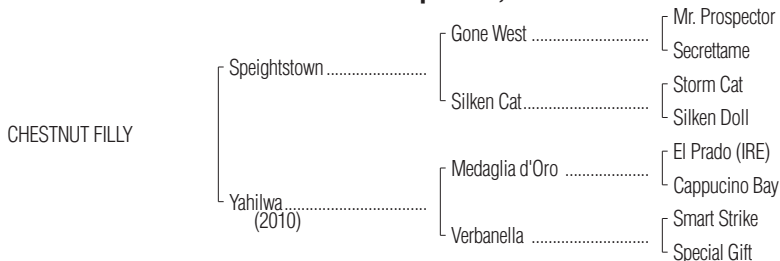 Mr. Prospector
Gone West
Secrettame
Speightstown
Storm Cat
Silken Cat
Silken Doll
CHESTNUT FILLY
El Prado (IRE)
Medaglia d'Oro
Cappucino Bay
Yahilwa
(2010)
Smart Strike
Verbanella
Special Gift